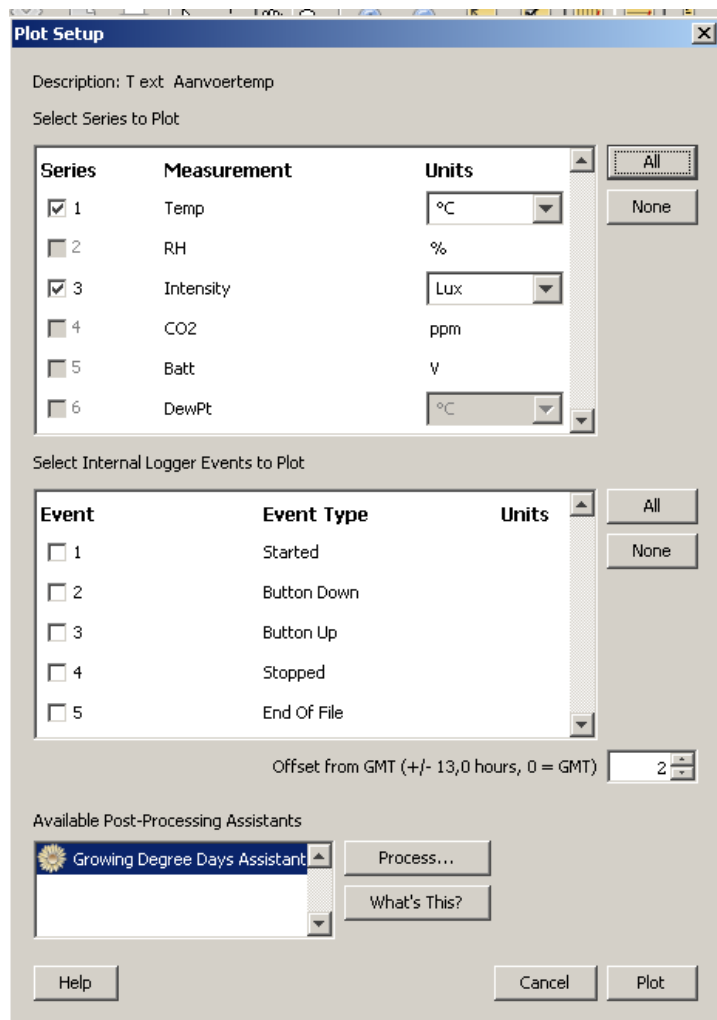 Plot Setup
Description: T ext Aanvoertemp
Select Series to Plot
Series Measurement Units
1 Temp °C
2 RH %
3 Intensity Lux
4 CO2 ppm
5 Batt V
6 DewPt °C
All
None
Select Internal Logger Events to Plot
Event Event Type Units
1 Started
2 Button Down
3 Button Up
4 Stopped
5 End Of File
All
None
Offset from GMT (+/- 13,0 hours, 0 = GMT) 2
Available Post-Processing Assistants
Growing Degree Days Assistant
Process...
What's This?
Help Cancel Plot